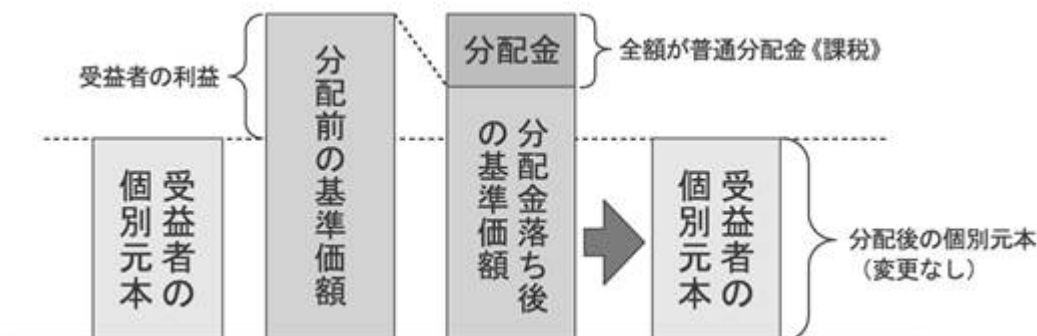 受益者の利益
受益者の
個別元本
分配前の基準価額
分配金
全額が普通分配金《課税》
分配金落ち後
の基準価額
受益者の
個別元本
分配後の個別元本
（変更なし）